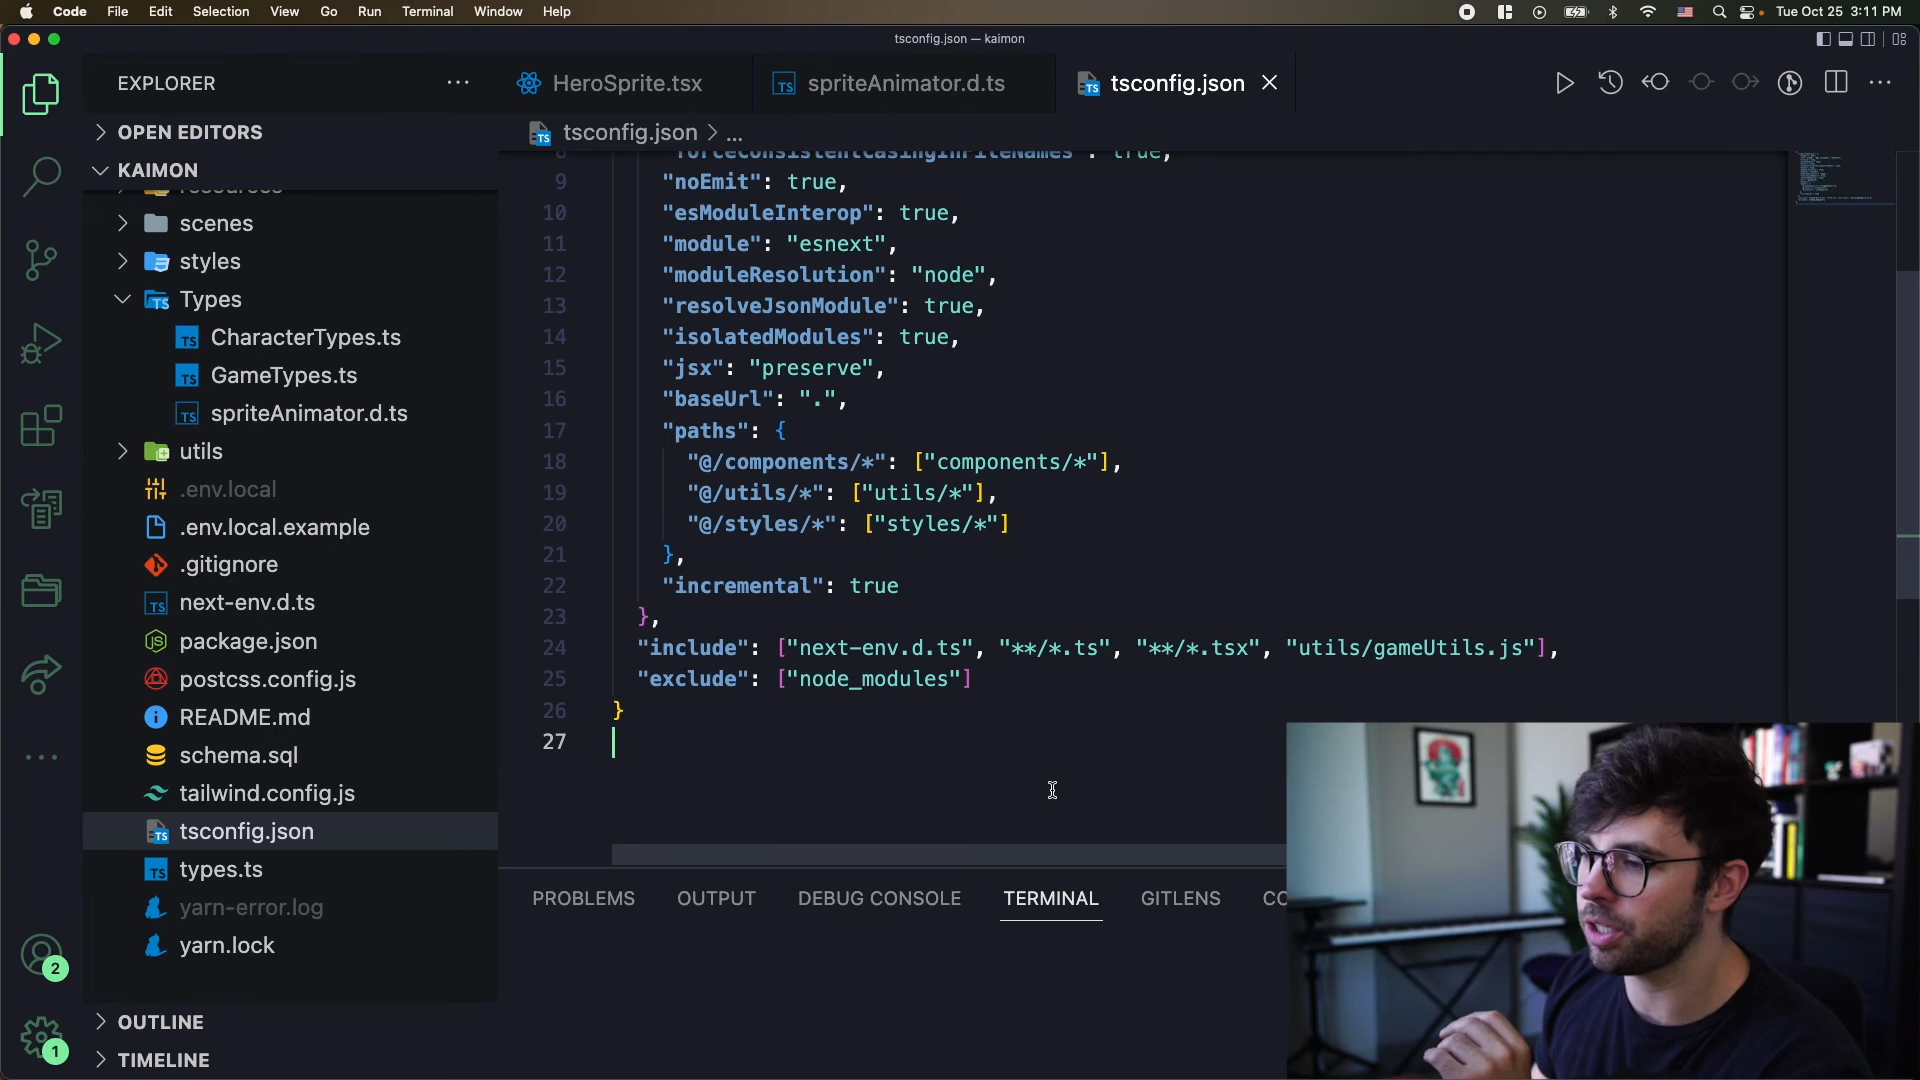 Code File Edit Selection View Go Run Terminal Window Help Tue Oct 25 3:11 PM
tsconfig.json — kaimon
EXPLORER
OPEN EDITORS
KAIMON
resources
scenes
styles
Types
CharacterTypes.ts
GameTypes.ts
spriteAnimator.d.ts
utils
.env.local
.env.local.example
.gitignore
next-env.d.ts
package.json
postcss.config.js
README.md
schema.sql
tailwind.config.js
tsconfig.json
types.ts
yarn-error.log
yarn.lock
OUTLINE
TIMELINE
2
1
HeroSprite.tsx spriteAnimator.d.ts tsconfig.json
tsconfig.json > ...
8 "forceConsistentCasingInFileNames": true,
9 "noEmit": true,
10 "esModuleInterop": true,
11 "module": "esnext",
12 "moduleResolution": "node",
13 "resolveJsonModule": true,
14 "isolatedModules": true,
15 "jsx": "preserve",
16 "baseUrl": ".",
17 "paths": {
18 "@/components/*": ["components/*"],
19 "@/utils/*": ["utils/*"],
20 "@/styles/*": ["styles/*"]
21 },
22 "incremental": true
23 },
24 "include": ["next-env.d.ts", "**/*.ts", "**/*.tsx", "utils/gameUtils.js"],
25 "exclude": ["node_modules"]
26 }
27
PROBLEMS OUTPUT DEBUG CONSOLE TERMINAL GITLENS CO